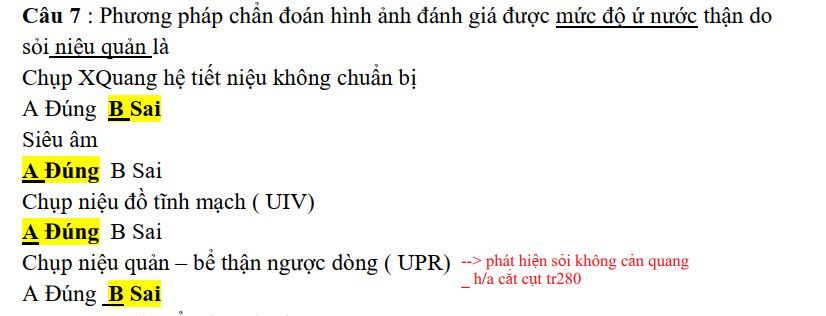 Câu 7 : Phương pháp chẩn đoán hình ảnh đánh giá được mức độ ứ nước thận do
sỏi niệu quản là
Chụp XQuang hệ tiết niệu không chuẩn bị
A Đúng B Sai
Siêu âm
A Đúng B Sai
Chụp niệu đồ tĩnh mạch ( UIV)
A Đúng B Sai
Chụp niệu quản – bể thận ngược dòng ( UPR) --> phát hiện sỏi không cản quang
_ h/a cắt cụt tr280
A Đúng B Sai